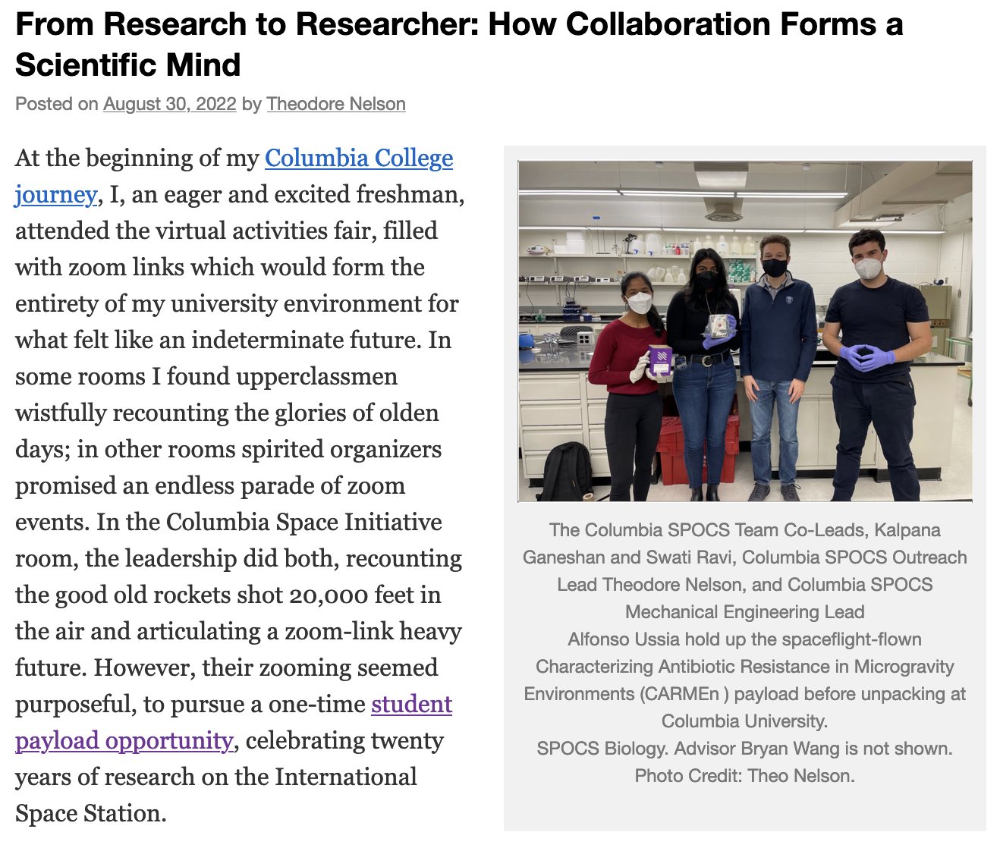 From Research to Researcher: How Collaboration Forms a
Scientific Mind
Posted on August 30, 2022 by Theodore Nelson
At the beginning of my Columbia College
journey, I, an eager and excited freshman,
attended the virtual activities fair, filled
with zoom links which would form the
entirety of my university environment for
what felt like an indeterminate future. In
some rooms I found upperclassmen
wistfully recounting the glories of olden
days; in other rooms spirited organizers
promised an endless parade of zoom
events. In the Columbia Space Initiative
room, the leadership did both, recounting
the good old rockets shot 20,000 feet in
the air and articulating a zoom-link heavy
future. However, their zooming seemed
purposeful, to pursue a one-time student
payload opportunity, celebrating twenty
years of research on the International
Space Station.
The Columbia SPOCS Team Co-Leads, Kalpana
Ganeshan and Swati Ravi, Columbia SPOCS Outreach
Lead Theodore Nelson, and Columbia SPOCS
Mechanical Engineering Lead
Alfonso Ussia hold up the spaceflight-flown
Characterizing Antibiotic Resistance in Microgravity
Environments (CARMEn ) payload before unpacking at
Columbia University.
SPOCS Biology. Advisor Bryan Wang is not shown.
Photo Credit: Theo Nelson.